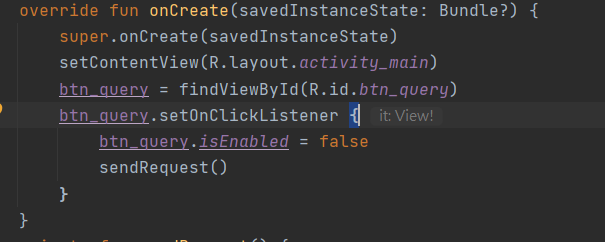 override fun onCreate(savedInstanceState: Bundle?) {
super.onCreate(savedInstanceState)
setContentView(R.layout.activity_main)
btn_query = findViewById(R.id.btn_query)
btn_query.setOnClickListener { it: View!
btn_query.isEnabled = false
sendRequest()
}
}